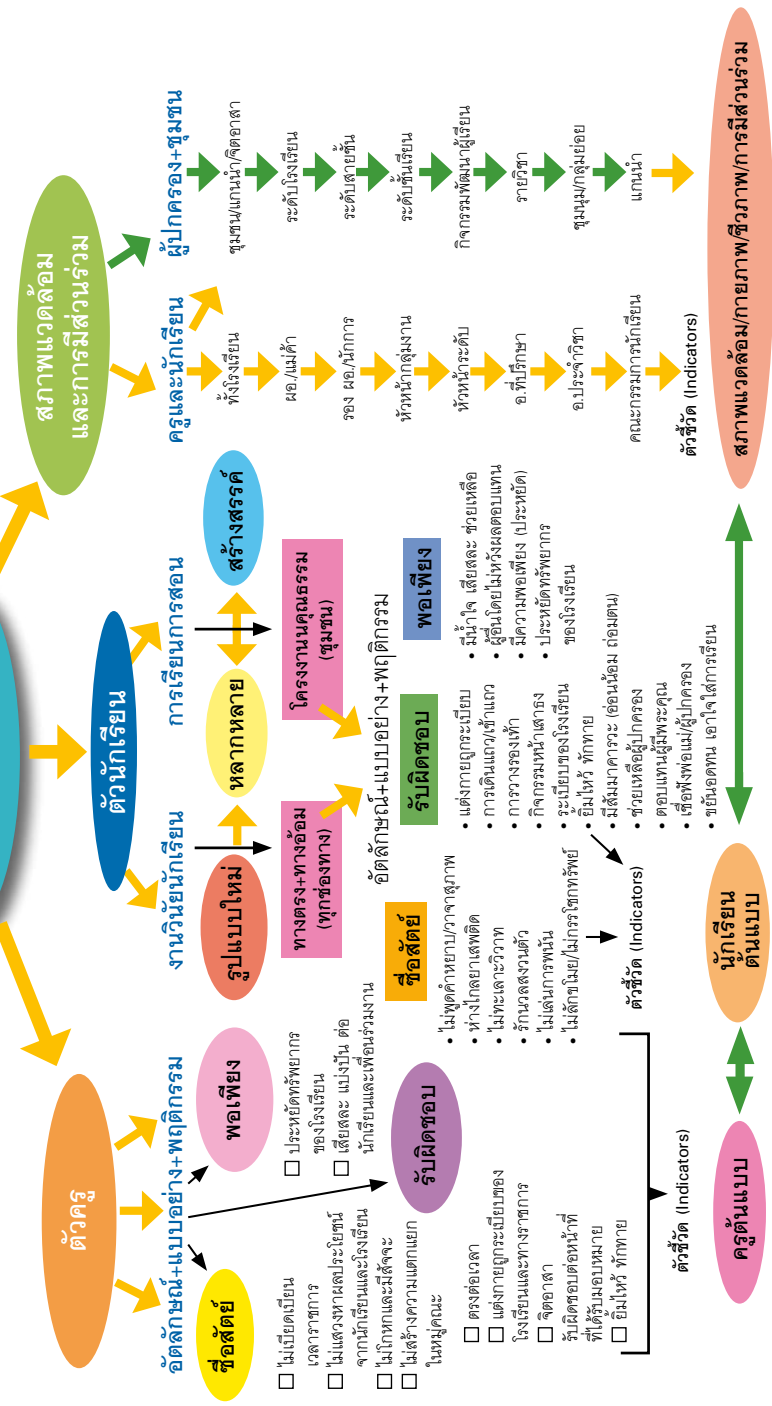 ตัวครู
อัตลักษณ์+แบบอย่าง+พฤติกรรม
ซื่อสัตย์
พอเพียง
ไม่เบียดเบียน
เวลาราชการ
ไม่แสวงหาผลประโยชน์
จากนักเรียนและโรงเรียน
ไม่โกหกและมีสัจจะ
ไม่สร้างความแตกแยก
ในหมู่คณะ
ประหยัดทรัพยากร
ของโรงเรียน
เสียสละ แบ่งปัน ต่อ
นักเรียนและเพื่อนร่วมงาน
รับผิดชอบ
ตรงต่อเวลา
แต่งกายถูกระเบียบของ
โรงเรียนและทางราชการ
จิตอาสา
รับผิดชอบต่อหน้าที่
ที่ได้รับมอบหมาย
ยิ้มไหว้ ทักทาย
ตัวชี้วัด (Indicators)
ครูต้นแบบ
ตัวนักเรียน
งานวินัยนักเรียน
การเรียนการสอน
รูปแบบใหม่
หลากหลาย
สร้างสรรค์
ทางตรง+ทางอ้อม
(ทุกช่องทาง)
โครงงานนคุณธรรม
(ชุมชน)
อัตลักษณ์+แบบอย่าง+พฤติกรรม
ซื่อสัตย์
รับผิดชอบ
พอเพียง
• ไม่พูดคำหยาบ/วาจาสุภาพ
• ห่างไกลยาเสพติด
• ไม่ทะเลาะวิวาท
• รักนวลสงวนตัว
• ไม่เล่นการพนัน
• ไม่ลักขโมย/ไม่กรรโชกทรัพย์
• แต่งกายถูกระเบียบ
• การเดินแถว/เข้าแถว
• การวางรองเท้า
• กิจกรรมหน้าเสาธง
• ระเบียบของโรงเรียน
• ยิ้มไหว้ ทักทาย
• มีสัมมาคารวะ (อ่อนน้อม ถ่อมตน)
• ช่วยเหลือผู้ปกครอง
• ตอบแทนผู้มีพระคุณ
• เชื่อฟังพ่อแม่/ผู้ปกครอง
• ขยันอดทน เอาใจใส่การเรียน
• มีน้ำใจ เสียสละ ช่วยเหลือ
ผู้อื่นโดยไม่หวังผลตอบแทน
• มีความพอเพียง (ประหยัด)
• ประหยัดทรัพยากร
ของโรงเรียน
ตัวชี้วัด (Indicators)
นักเรียน
ต้นแบบ
สภาพแวดล้อม
และการมีส่วนร่วม
ครูและนักเรียน
ทั้งโรงเรียน
ผอ./แม่ค้า
รอง ผอ./นักการ
หัวหน้ากลุ่มงาน
หัวหน้าระดับ
อ.ที่ปรึกษา
อ.ประจำวิชา
คณะกรรมการนักเรียน
ตัวชี้วัด (Indicators)
ผู้ปกครอง+ชุมชน
ชุมชน/แกนนำ/จิตอาสา
ระดับโรงเรียน
ระดับสายชั้น
ระดับชั้นเรียน
กิจกรรมพัฒนาผู้เรียน
รายวิชา
ชุมนุม/กลุ่มย่อย
แกนนำ
สภาพแวดล้อม/กายภาพ/ชีวภาพ/การมีส่วนร่วม